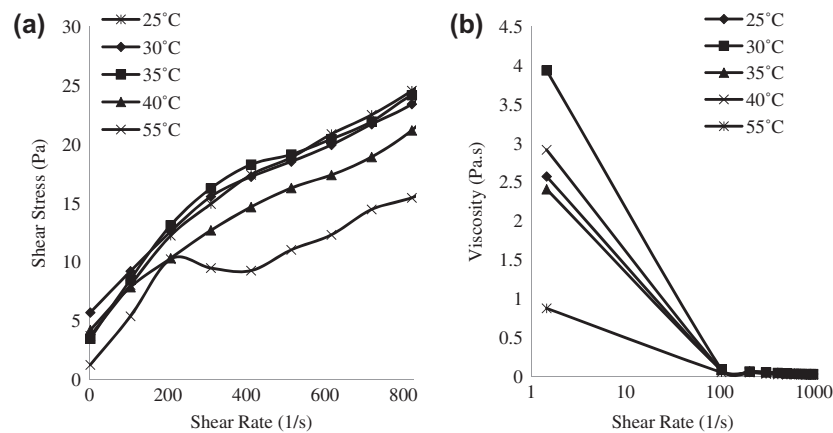 (a)
30
25
20
15
10
5
0
0
200
400
600
800
Shear Stress (Pa)
Shear Rate (1/s)
25˚C
30˚C
35˚C
40˚C
55˚C
(b)
4.5
4
3.5
3
2.5
2
1.5
1
0.5
0
1
10
100
1000
Viscosity (Pa.s)
Shear Rate (1/s)
25˚C
30˚C
35˚C
40˚C
55˚C